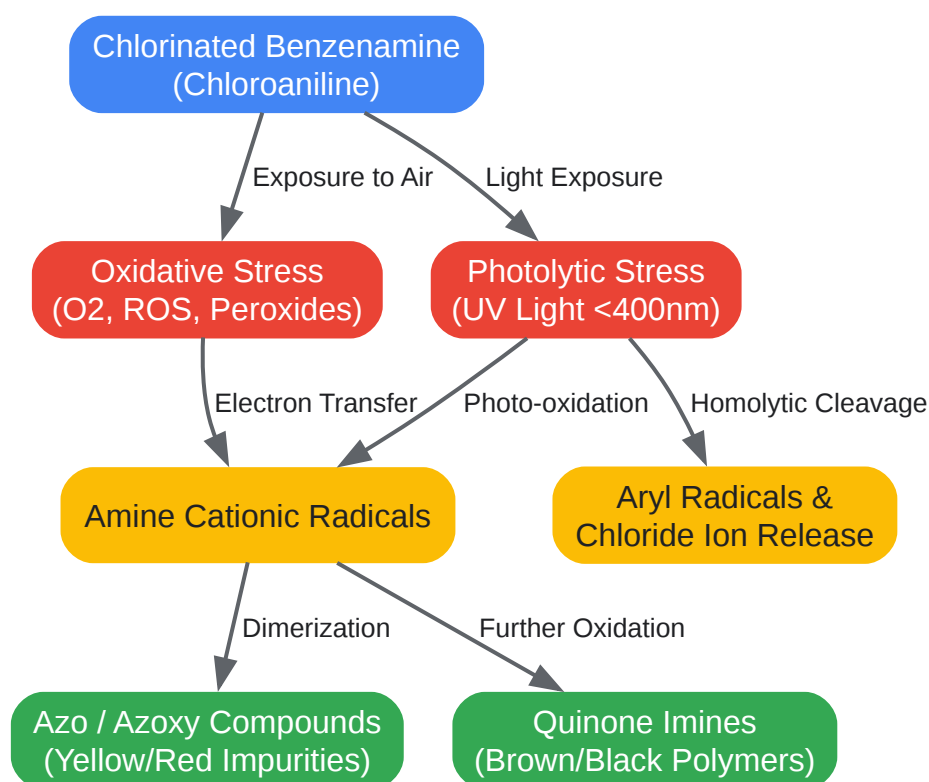 Chlorinated Benzenamine
(Chloroaniline)
Exposure to Air
Light Exposure
Oxidative Stress
(O2, ROS, Peroxides)
Photolytic Stress
(UV Light <400nm)
Electron Transfer
Photo-oxidation
Homolytic Cleavage
Amine Cationic Radicals
Aryl Radicals &
Chloride Ion Release
Dimerization
Further Oxidation
Azo / Azoxy Compounds
(Yellow/Red Impurities)
Quinone Imines
(Brown/Black Polymers)